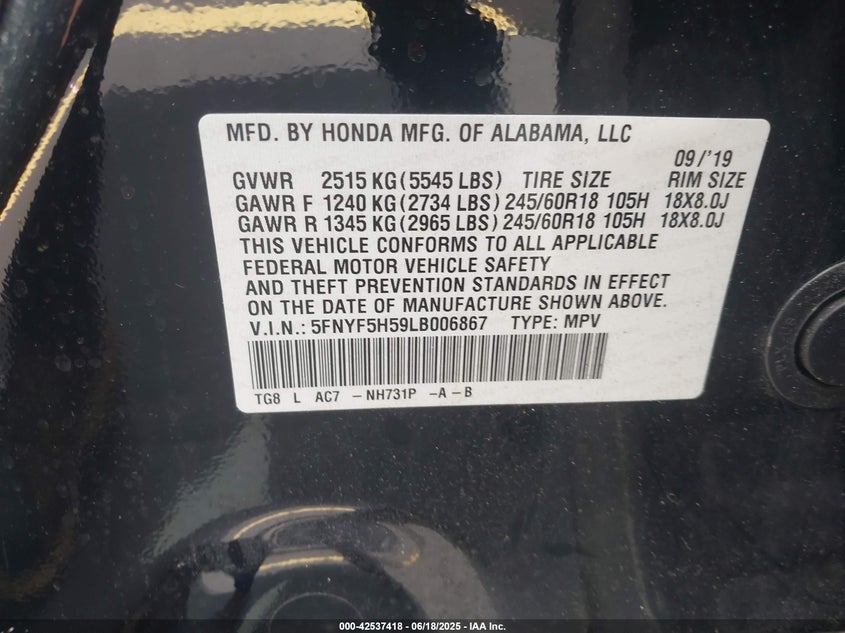 MFD. BY HONDA MFG. OF ALABAMA, LLC
09/'19
GVWR 2515 KG (5545 LBS) TIRE SIZE RIM SIZE
GAWR F 1240 KG (2734 LBS) 245/60R18 105H 18X8.0J
GAWR R 1345 KG (2965 LBS) 245/60R18 105H 18X8.0J
THIS VEHICLE CONFORMS TO ALL APPLICABLE
FEDERAL MOTOR VEHICLE SAFETY
AND THEFT PREVENTION STANDARDS IN EFFECT
ON THE DATE OF MANUFACTURE SHOWN ABOVE.
V.I.N.: 5FNYF5H59LB006867 TYPE: MPV
TG8 L AC7 -NH731P -A-B
000-42537418 - 06/18/2025 - IAA Inc.